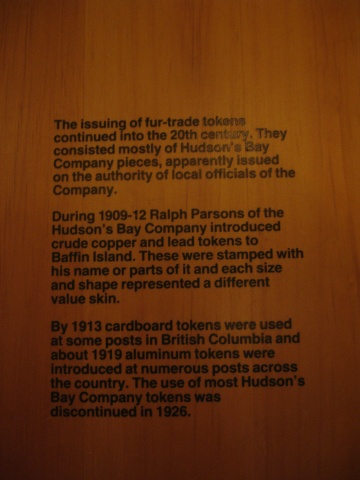 The issuing of fur-trade tokens
continued into the 20th century. They
consisted mostly of Hudson's Bay
Company pieces, apparently issued
on the authority of local officials of the
Company.
During 1909-12 Ralph Parsons of the
Hudson's Bay Company introduced
crude copper and lead tokens to
Baffin Island. These were stamped with
his name or parts of it and each size
and shape represented a different
value skin.
By 1913 cardboard tokens were used
at some posts in British Columbia and
about 1919 aluminum tokens were
introduced at numerous posts across
the country. The use of most Hudson's
Bay Company tokens was
discontinued in 1926.